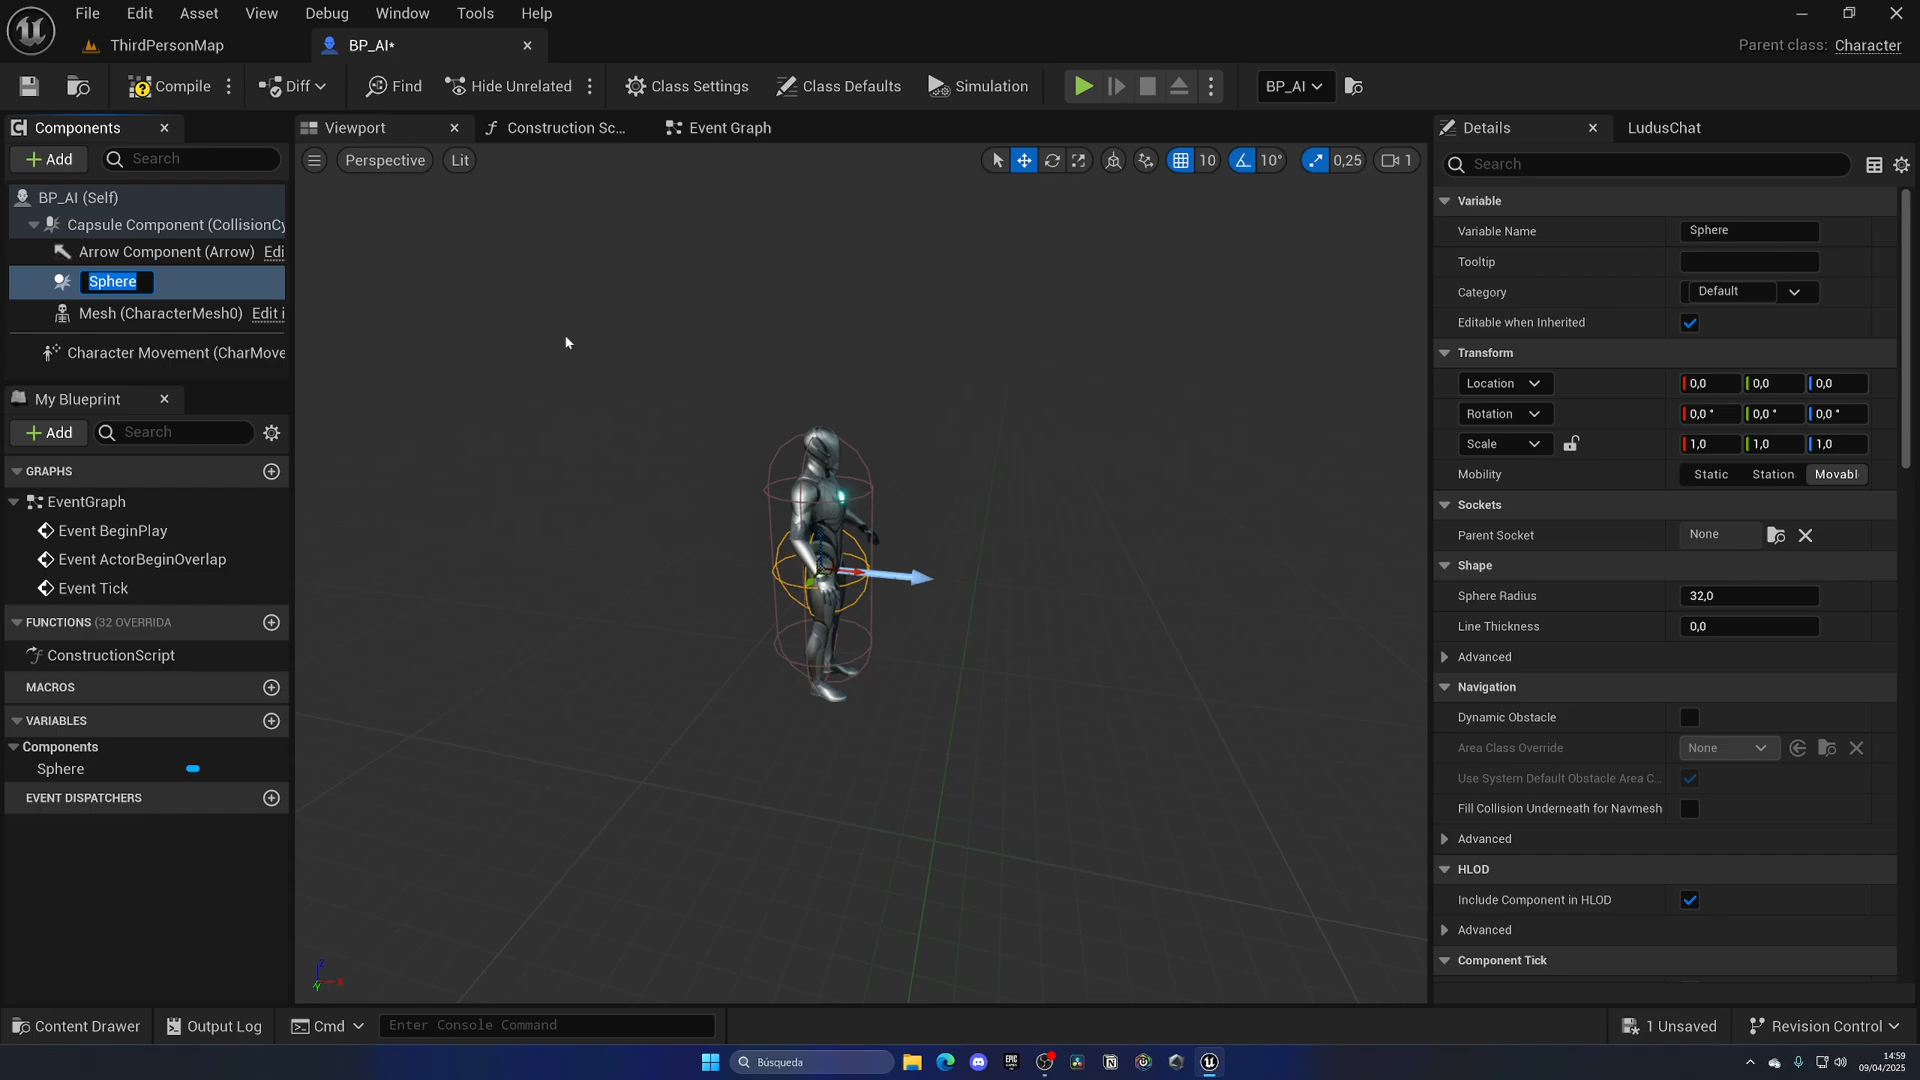 File Edit Asset View Debug Window Tools Help
ThirdPersonMap
BP_AI*
Parent class: Character
Compile
Diff
Find
Hide Unrelated
Class Settings
Class Defaults
Simulation
BP_AI
Components
Viewport
Construction Sc...
Event Graph
Details
LudusChat
Add
Search
Perspective
Lit
10
10°
0,25
1
Search
BP_AI (Self)
Capsule Component (CollisionCy
Arrow Component (Arrow) Edi
Sphere
Mesh (CharacterMesh0) Edit i
Character Movement (CharMove
My Blueprint
Add
Search
GRAPHS
EventGraph
Event BeginPlay
Event ActorBeginOverlap
Event Tick
FUNCTIONS (32 OVERRIDA
ConstructionScript
MACROS
VARIABLES
Components
Sphere
EVENT DISPATCHERS
Z
X
Y
Variable
Variable Name Sphere
Tooltip
Category Default
Editable when Inherited
Transform
Location 0,0 0,0 0,0
Rotation 0,0 ° 0,0 ° 0,0 °
Scale 1,0 1,0 1,0
Mobility Static Station Movabl
Sockets
Parent Socket None
Shape
Sphere Radius 32,0
Line Thickness 0,0
Advanced
Navigation
Dynamic Obstacle
Area Class Override None
Use System Default Obstacle Area C...
Fill Collision Underneath for Navmesh
Advanced
HLOD
Include Component in HLOD
Advanced
Component Tick
Content Drawer
Output Log
Cmd
Enter Console Command
1 Unsaved
Revision Control
Búsqueda
EPIC GAMES
14:59
09/04/2025